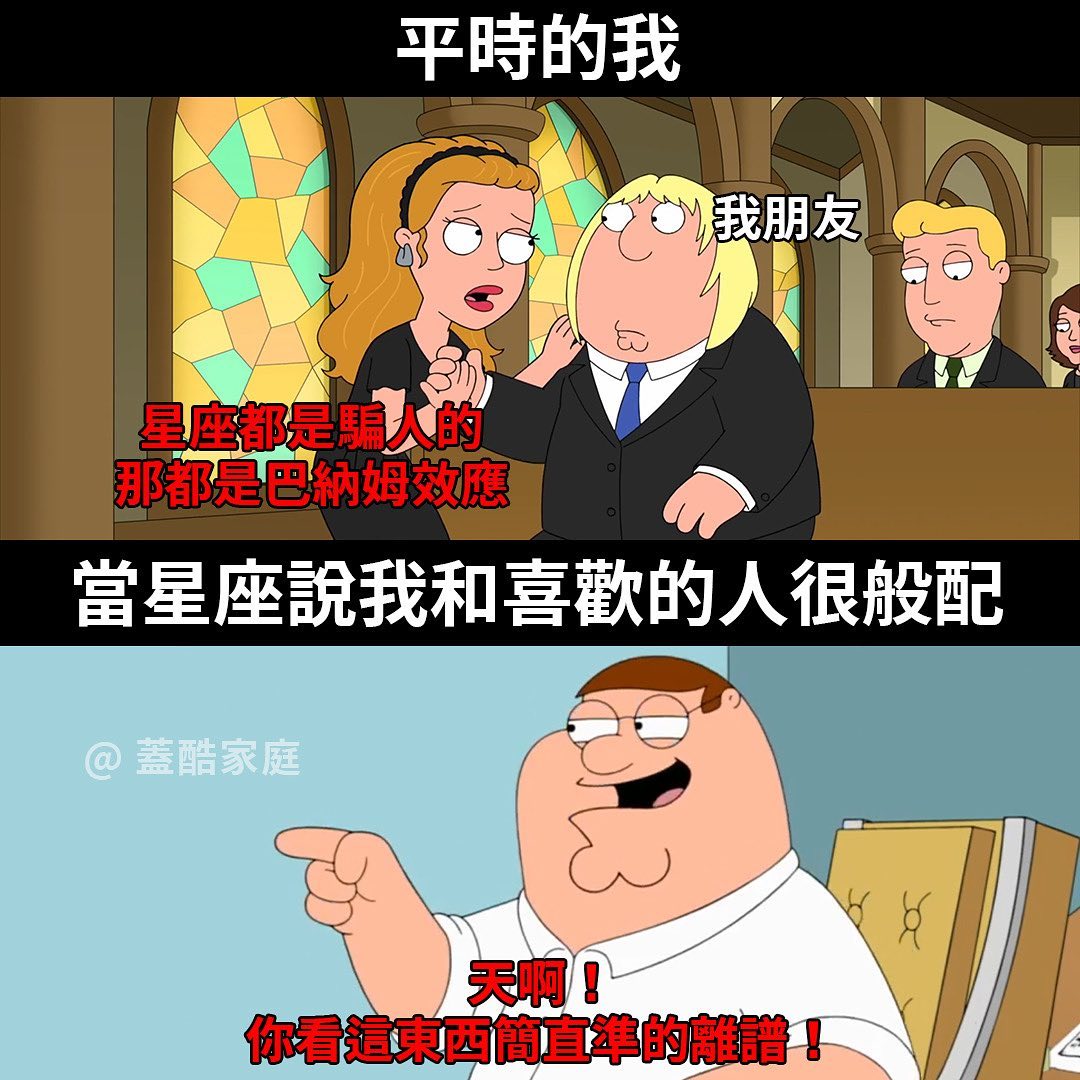 平時的我
我朋友
星座都是騙人的
那都是巴納姆效應
當星座說我和喜歡的人很般配
@ 蓋酷家庭
天啊！
你看這東西簡直準的離譜！